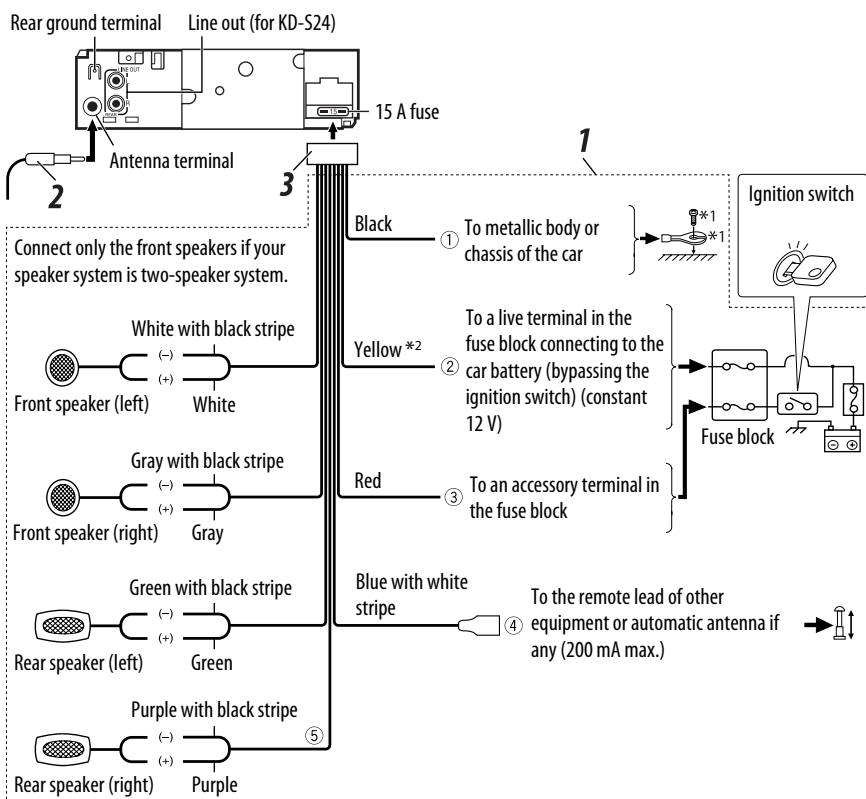 Rear ground terminal
Line out (for KD-S24)
LINE OUT
L
R
REAR
15
15 A fuse
Antenna terminal
2
3
1
Ignition switch
Connect only the front speakers if your
speaker system is two-speaker system.
Black
① To metallic body or
chassis of the car
*1
*1
White with black stripe
(–)
(+)
Front speaker (left)
White
Yellow *2
② To a live terminal in the
fuse block connecting to the
car battery (bypassing the
ignition switch) (constant
12 V)
Fuse block
Gray with black stripe
(–)
(+)
Front speaker (right)
Gray
Red
③ To an accessory terminal in
the fuse block
Green with black stripe
(–)
(+)
Rear speaker (left)
Green
Blue with white
stripe
④ To the remote lead of other
equipment or automatic antenna if
any (200 mA max.)
Purple with black stripe
(–)
(+)
⑤
Rear speaker (right)
Purple